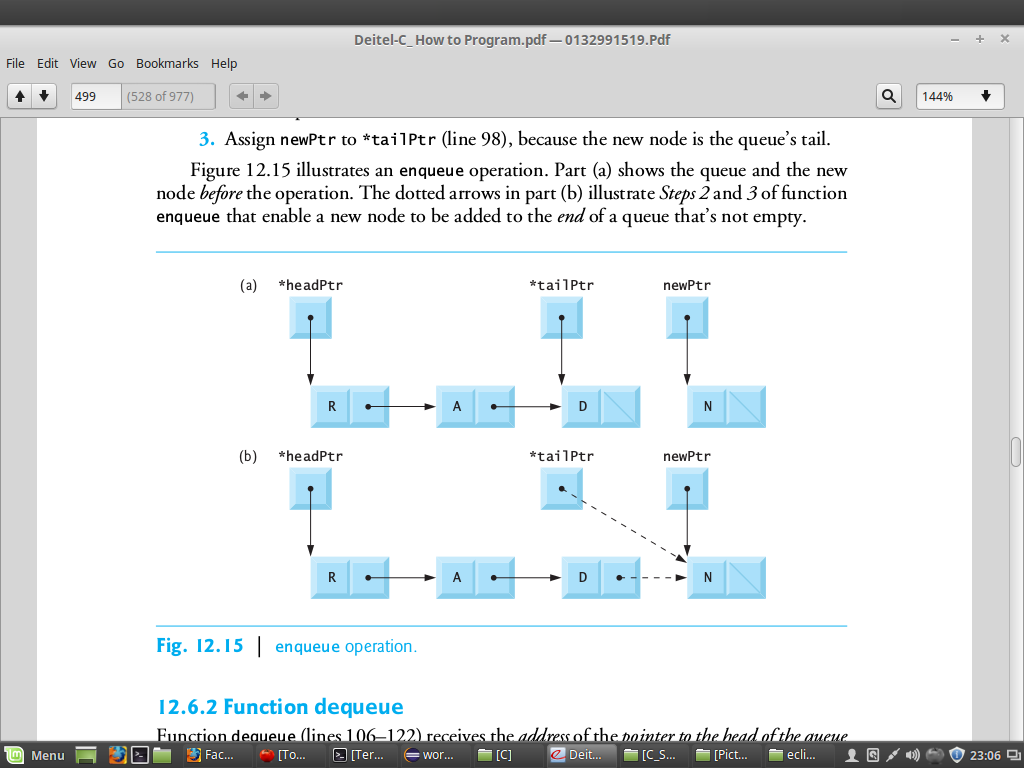 Deitel-C_ How to Program.pdf — 0132991519.Pdf
File Edit View Go Bookmarks Help
499 (528 of 977) 144%
3. Assign newPtr to *tailPtr (line 98), because the new node is the queue's tail.
Figure 12.15 illustrates an enqueue operation. Part (a) shows the queue and the new
node before the operation. The dotted arrows in part (b) illustrate Steps 2 and 3 of function
enqueue that enable a new node to be added to the end of a queue that's not empty.
(a) *headPtr *tailPtr newPtr
R A D N
(b) *headPtr *tailPtr newPtr
R A D N
Fig. 12.15 | enqueue operation.
12.6.2 Function dequeue
Function dequeue (lines 106–122) receives the address of the pointer to the head of the queue
Menu Fac... [To... [Ter... wor... [C] Deit... [C_S... [Pict... ecli... 23:06